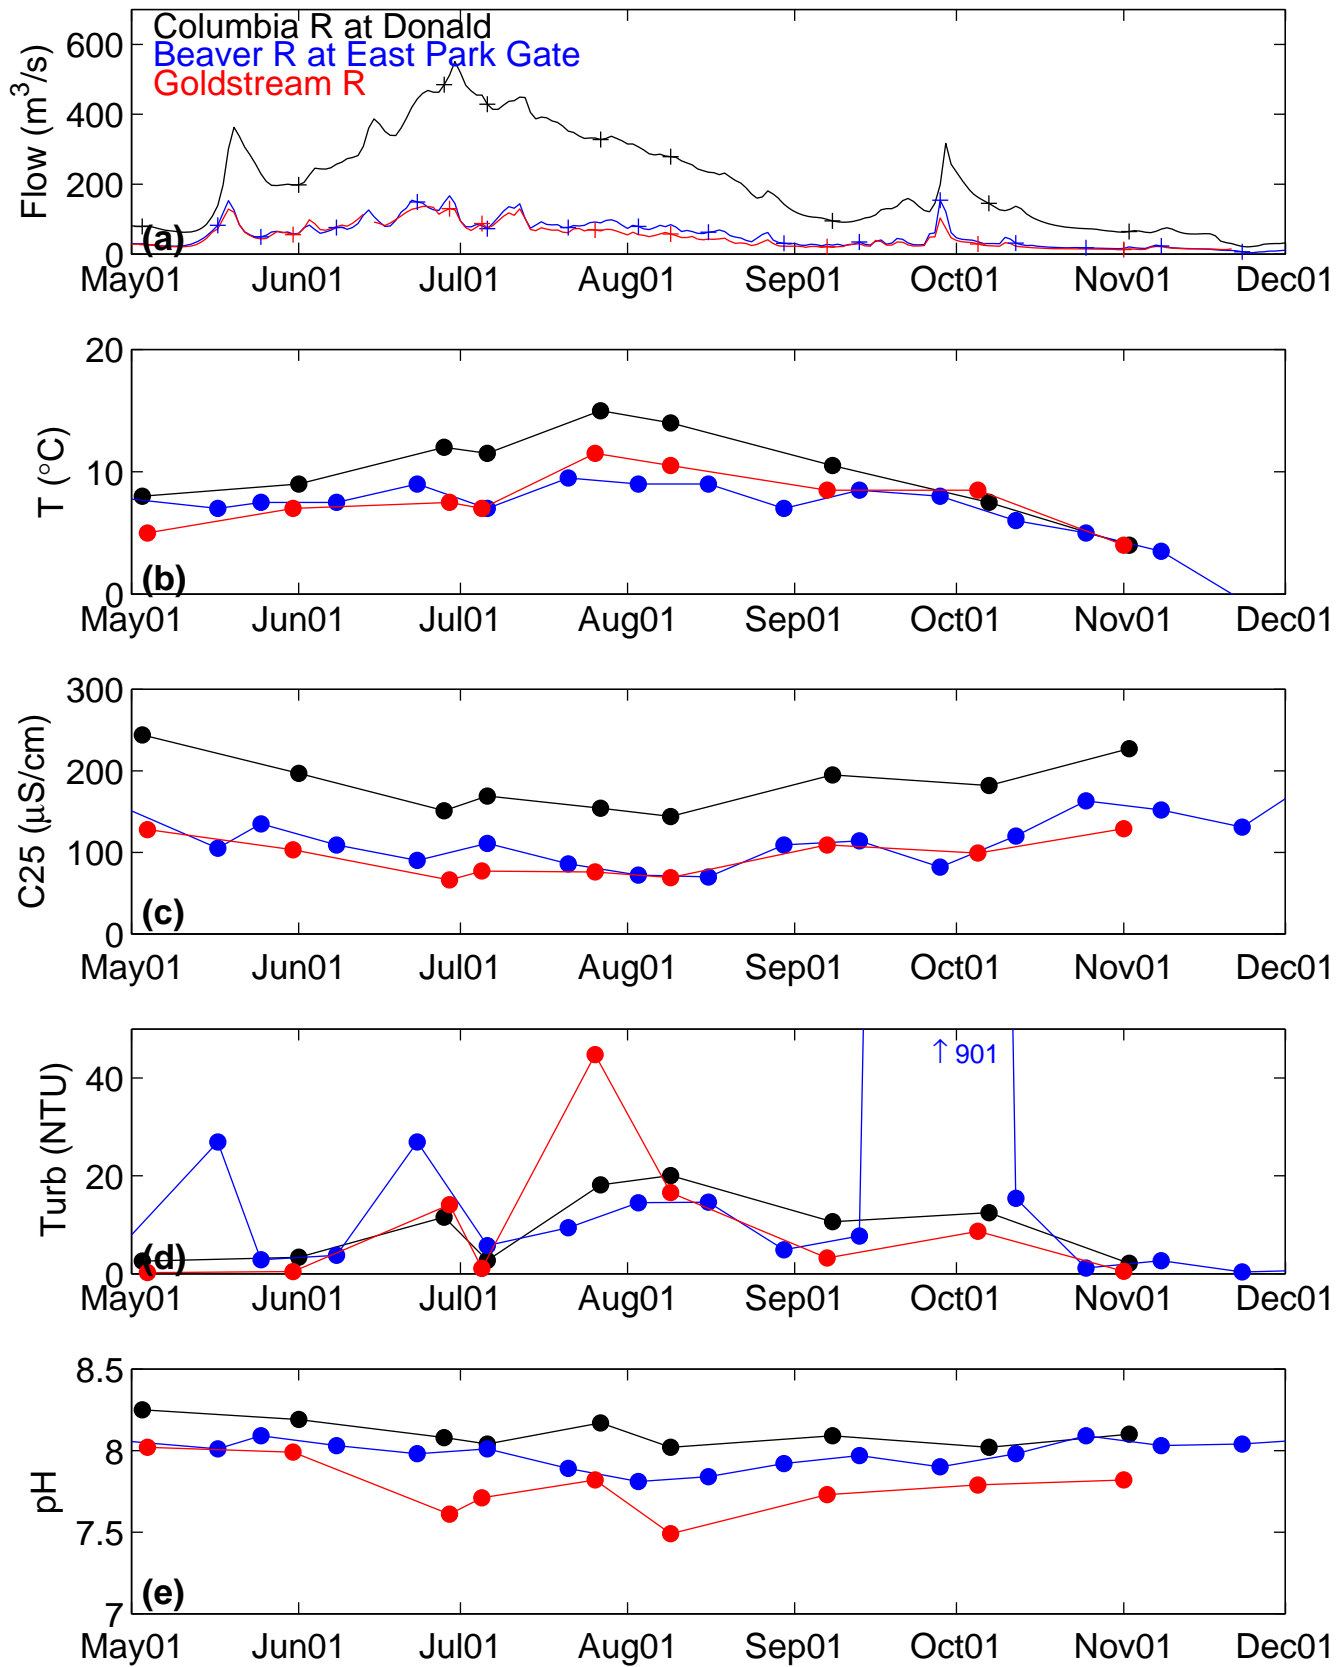 Columbia R at Donald
Beaver R at East Park Gate
Goldstream R
Flow (m³/s)
600
400
200
0
(a)
May01 Jun01 Jul01 Aug01 Sep01 Oct01 Nov01 Dec01
T (°C)
20
10
0
(b)
May01 Jun01 Jul01 Aug01 Sep01 Oct01 Nov01 Dec01
C25 (μS/cm)
300
200
100
0
(c)
May01 Jun01 Jul01 Aug01 Sep01 Oct01 Nov01 Dec01
Turb (NTU)
↑ 901
40
20
0
(d)
May01 Jun01 Jul01 Aug01 Sep01 Oct01 Nov01 Dec01
pH
8.5
8
7.5
7
(e)
May01 Jun01 Jul01 Aug01 Sep01 Oct01 Nov01 Dec01